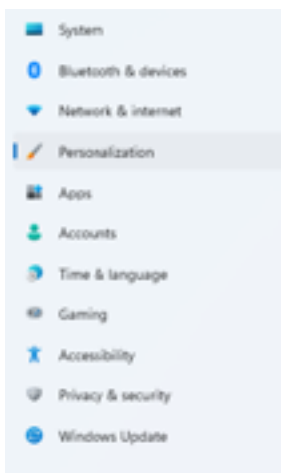 System
Bluetooth & devices
Network & internet
Personalization
Apps
Accounts
Time & language
Gaming
Accessibility
Privacy & security
Windows Update